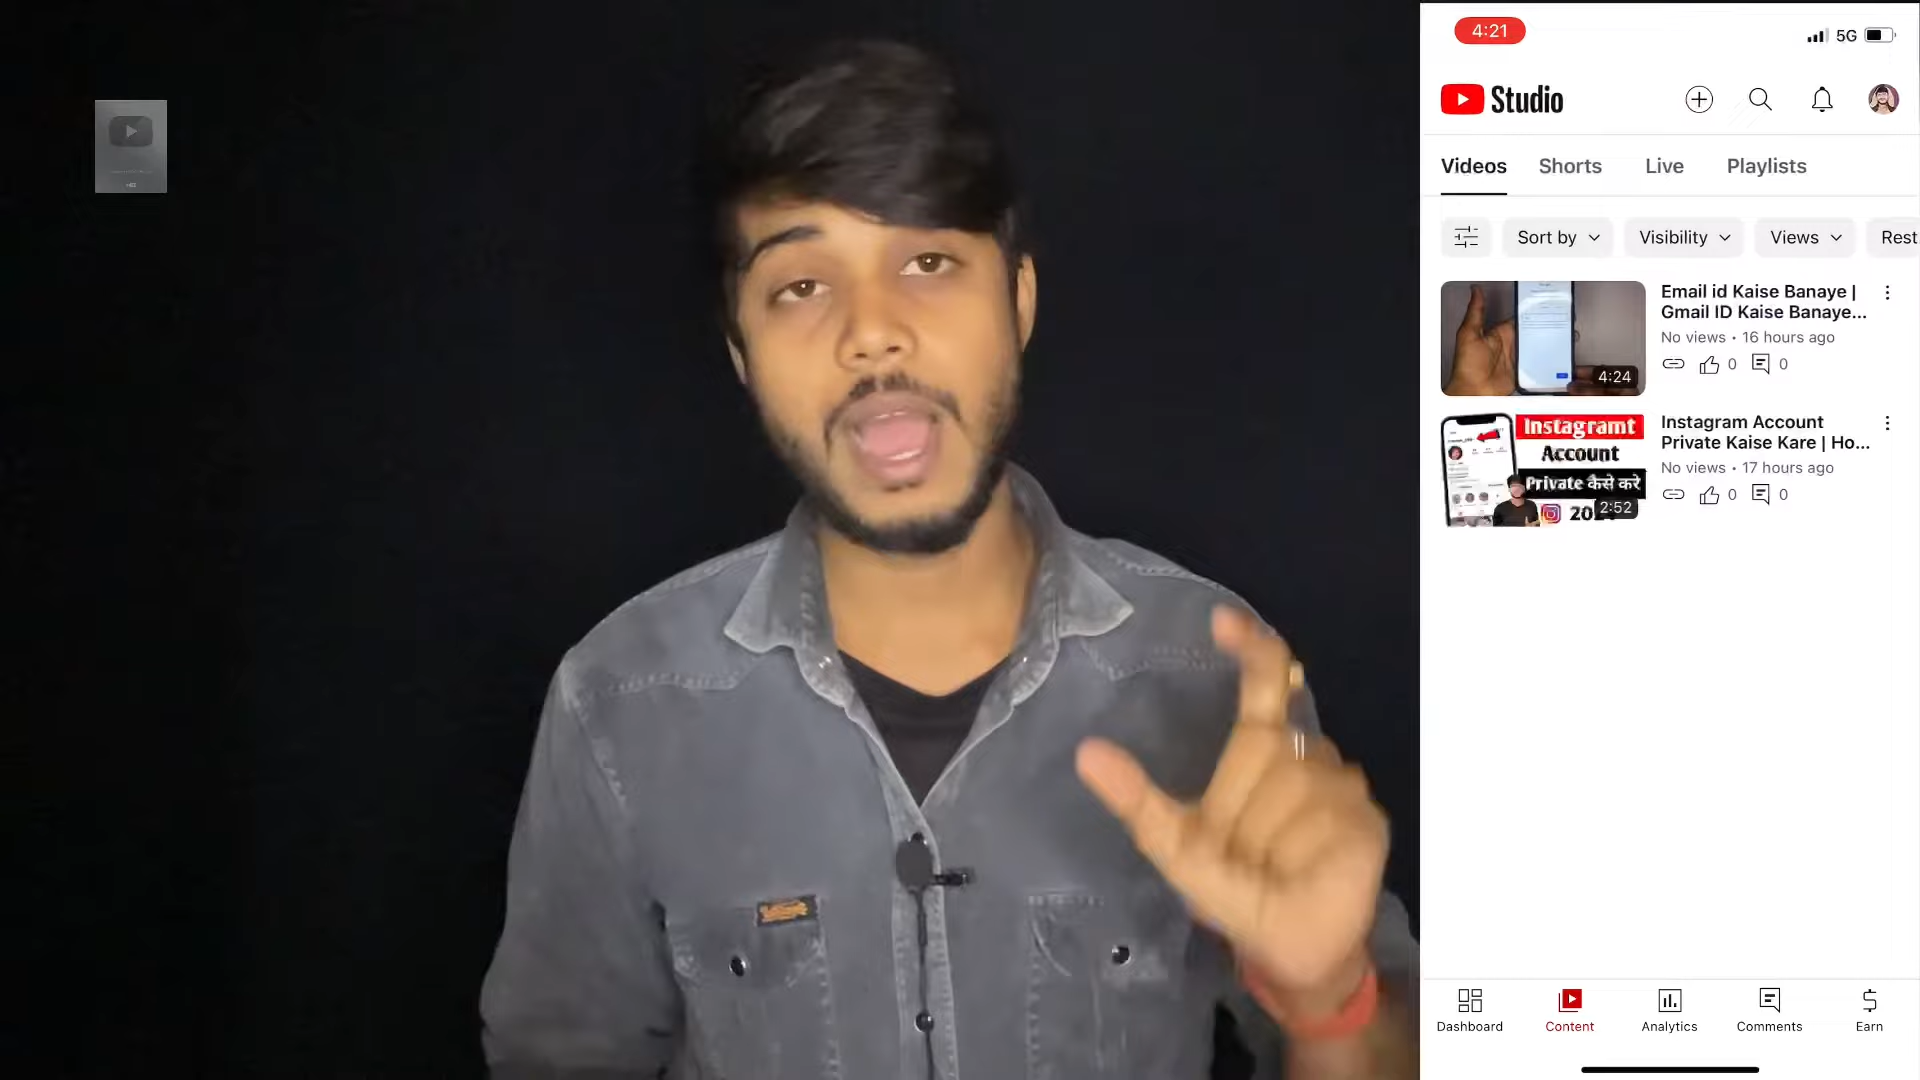 4:21
5G
Studio
Videos Shorts Live Playlists
Sort by Visibility Views Rest
Email id Kaise Banaye |
Gmail ID Kaise Banaye...
No views • 16 hours ago
0 0
4:24
Instagramt
Account
Private कैसे करे
2:52
Instagram Account
Private Kaise Kare | Ho...
No views • 17 hours ago
0 0
Dashboard Content Analytics Comments Earn